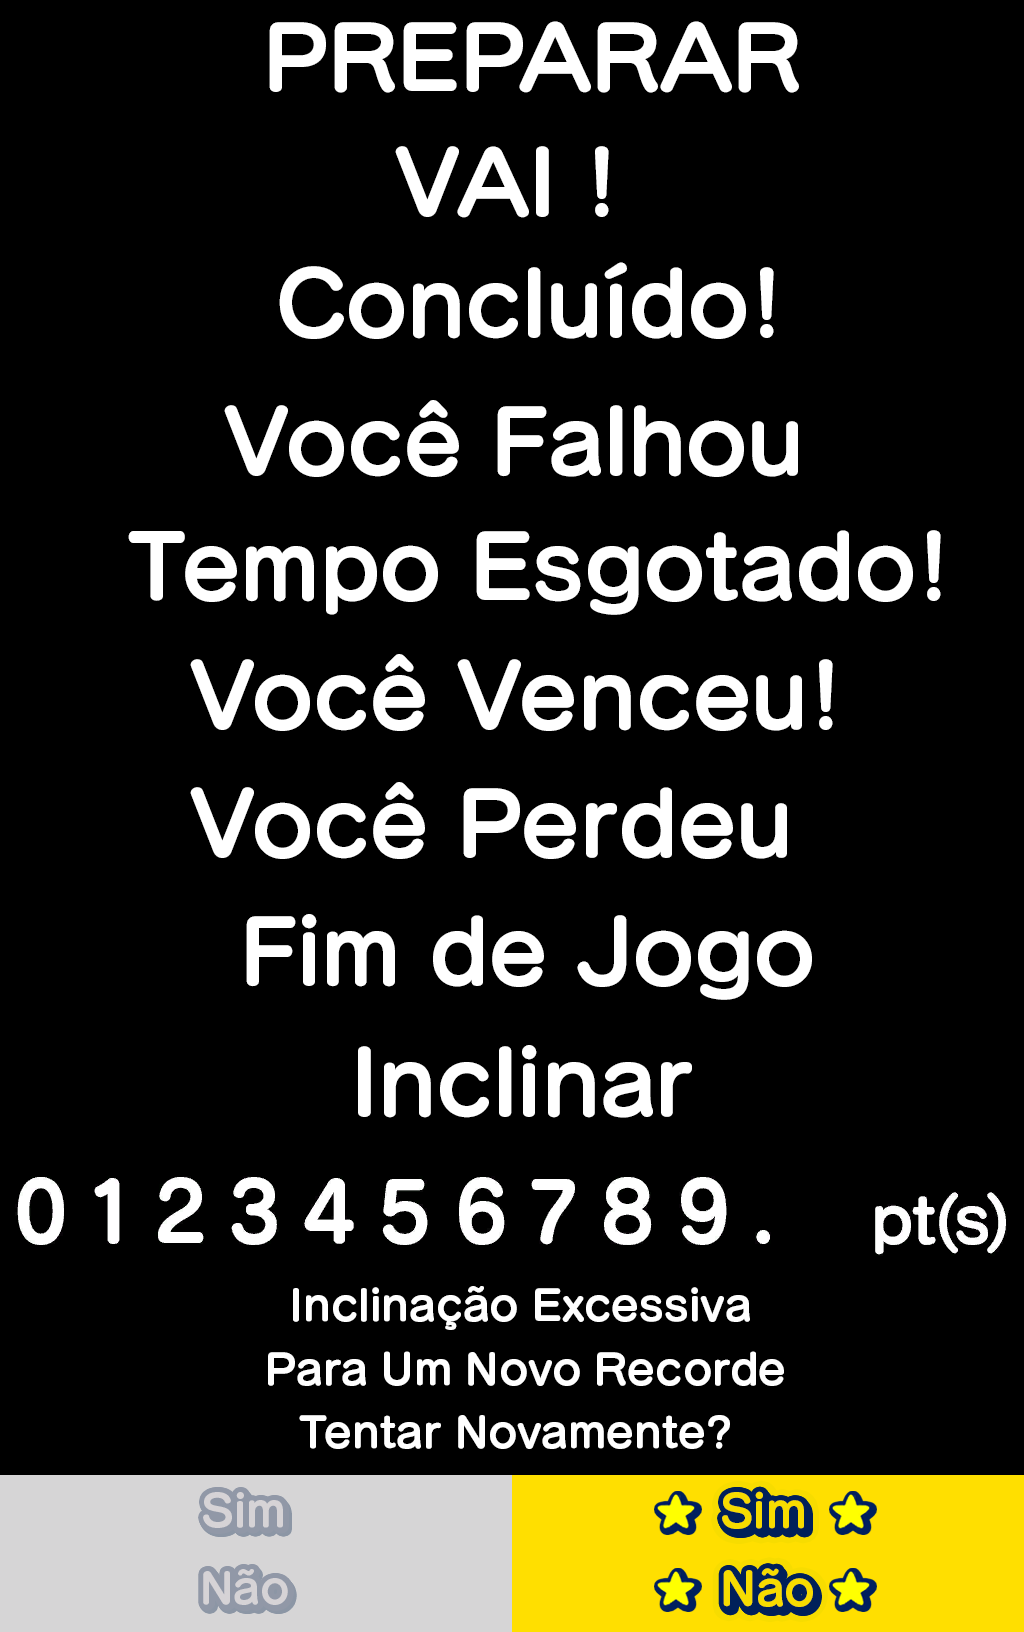 PREPARAR
VAI !
Concluído!
Você Falhou
Tempo Esgotado!
Você Venceu!
Você Perdeu
Fim de Jogo
Inclinar
0 1 2 3 4 5 6 7 8 9 . pt(s)
Inclinação Excessiva
Para Um Novo Recorde
Tentar Novamente?
Sim Sim
Não Não